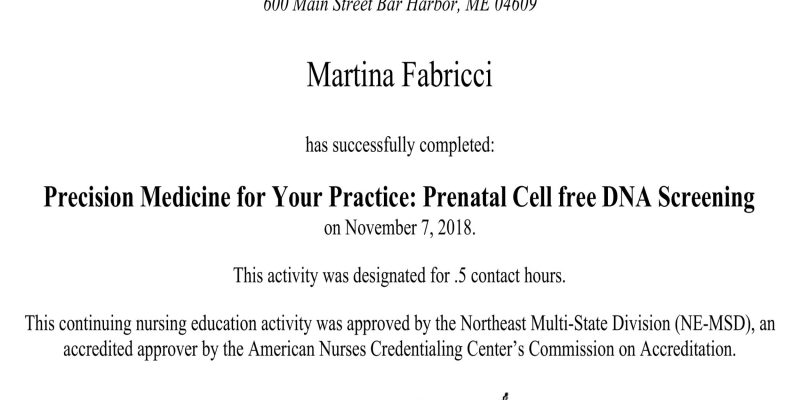 600 Main Street Bar Harbor, ME 04609
Martina Fabricci
has successfully completed:
Precision Medicine for Your Practice: Prenatal Cell free DNA Screening
on November 7, 2018.
This activity was designated for .5 contact hours.
This continuing nursing education activity was approved by the Northeast Multi-State Division (NE-MSD), an
accredited approver by the American Nurses Credentialing Center’s Commission on Accreditation.